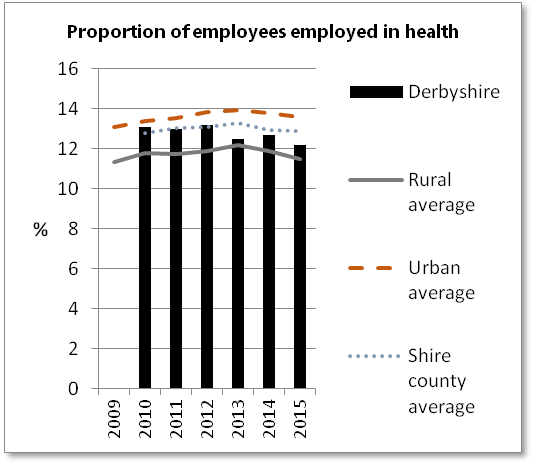 Proportion of employees employed in health
16
14
12
10
8
6
4
2
0
%
2009
2010
2011
2012
2013
2014
2015
Derbyshire
Rural
average
Urban
average
Shire
county
average